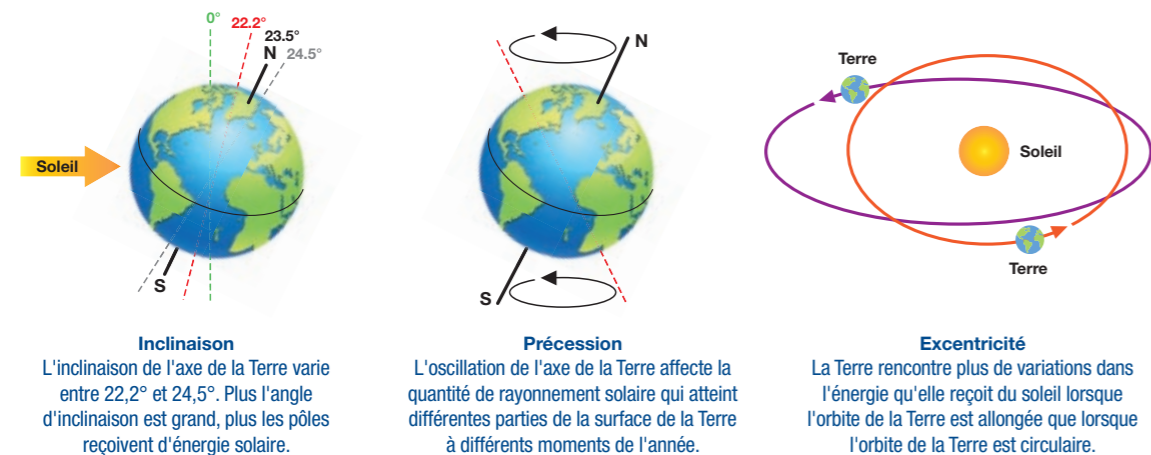 0°
22.2°
23.5°
N
24.5°
Soleil
S
Inclinaison
L'inclinaison de l'axe de la Terre varie
entre 22,2° et 24,5°. Plus l'angle
d'inclinaison est grand, plus les pôles
reçoivent d'énergie solaire.
N
S
Précession
L'oscillation de l'axe de la Terre affecte la
quantité de rayonnement solaire qui atteint
différentes parties de la surface de la Terre
à différents moments de l'année.
Terre
Soleil
Terre
Excentricité
La Terre rencontre plus de variations dans
l'énergie qu'elle reçoit du soleil lorsque
l'orbite de la Terre est allongée que lorsque
l'orbite de la Terre est circulaire.